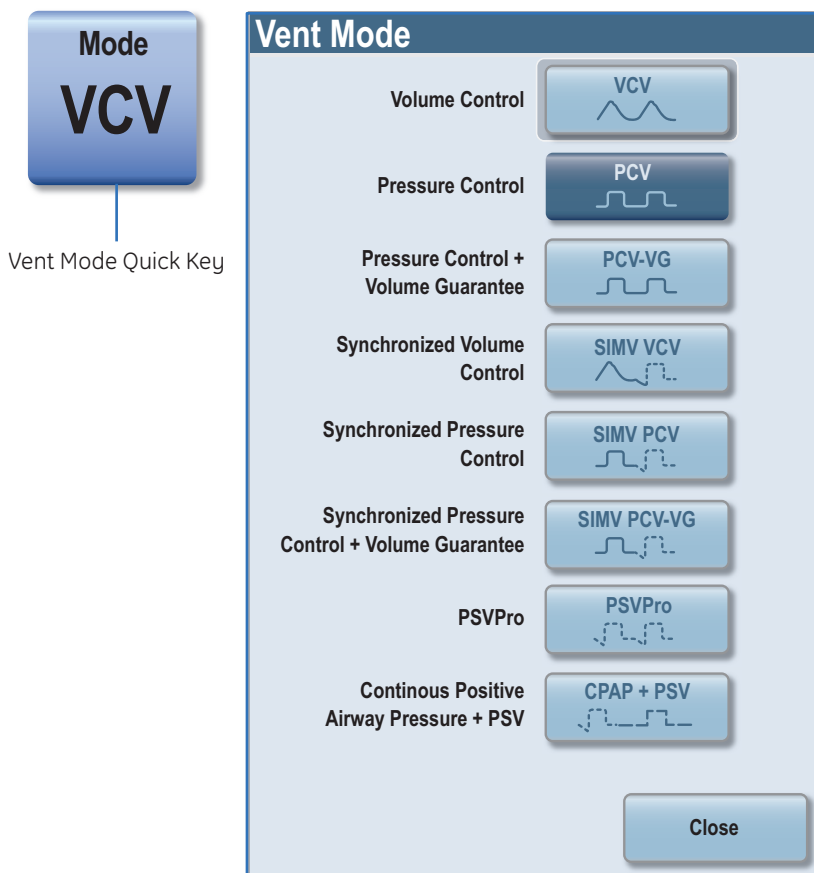 Mode
VCV
Vent Mode Quick Key
Vent Mode
Volume Control
VCV
Pressure Control
PCV
Pressure Control +
Volume Guarantee
PCV-VG
Synchronized Volume
Control
SIMV VCV
Synchronized Pressure
Control
SIMV PCV
Synchronized Pressure
Control + Volume Guarantee
SIMV PCV-VG
PSVPro
PSVPro
Continous Positive
Airway Pressure + PSV
CPAP + PSV
Close